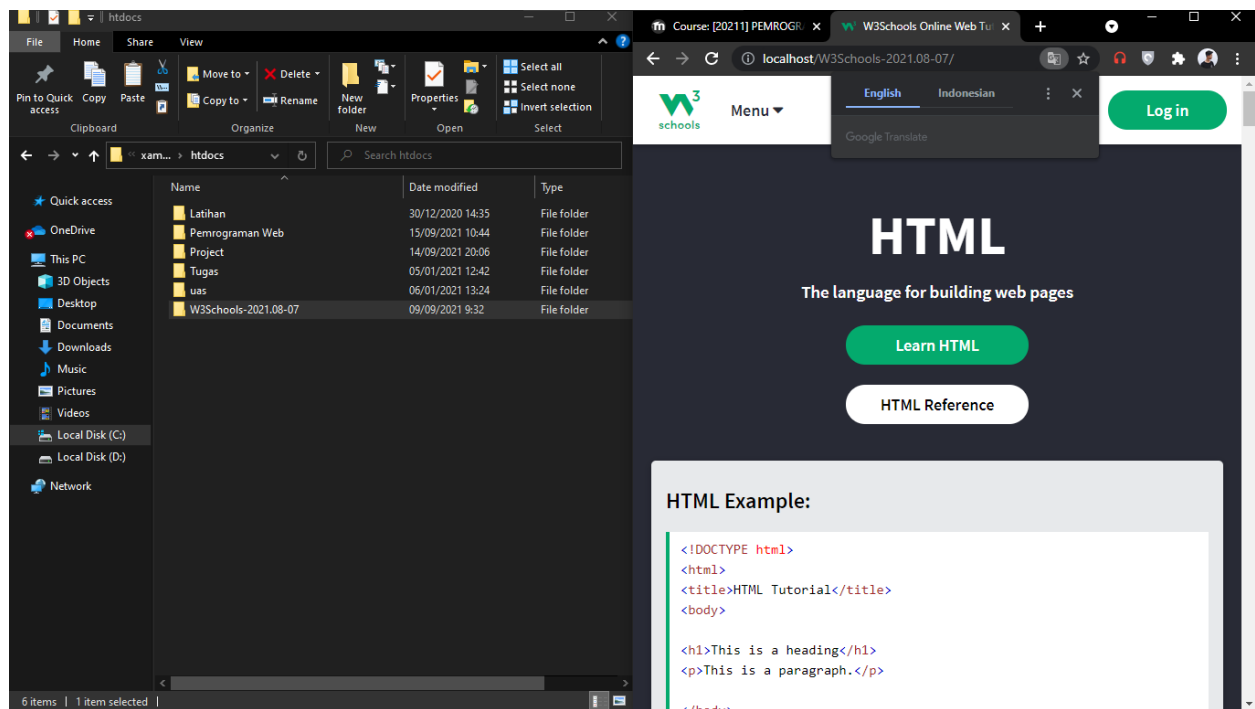 htdocs
File Home Share View
Pin to Quick access
Copy
Paste
Clipboard
Move to
Copy to
Delete
Rename
Organize
New folder
New
Properties
Open
Select all
Select none
Invert selection
Select
« xam... › htdocs
Search htdocs
Quick access
OneDrive
This PC
3D Objects
Desktop
Documents
Downloads
Music
Pictures
Videos
Local Disk (C:)
Local Disk (D:)
Network
Name Date modified Type
Latihan 30/12/2020 14:35 File folder
Pemrograman Web 15/09/2021 10:44 File folder
Project 14/09/2021 20:06 File folder
Tugas 05/01/2021 12:42 File folder
uas 06/01/2021 13:24 File folder
W3Schools-2021.08-07 09/09/2021 9:32 File folder
6 items 1 item selected
Course: [20211] PEMROGR
W3Schools Online Web Tut
localhost/W3Schools-2021.08-07/
English Indonesian
Google Translate
3
schools
Menu
Log in
HTML
The language for building web pages
Learn HTML
HTML Reference
HTML Example:
<!DOCTYPE html>
<html>
<title>HTML Tutorial</title>
<body>
<h1>This is a heading</h1>
<p>This is a paragraph.</p>
</body>